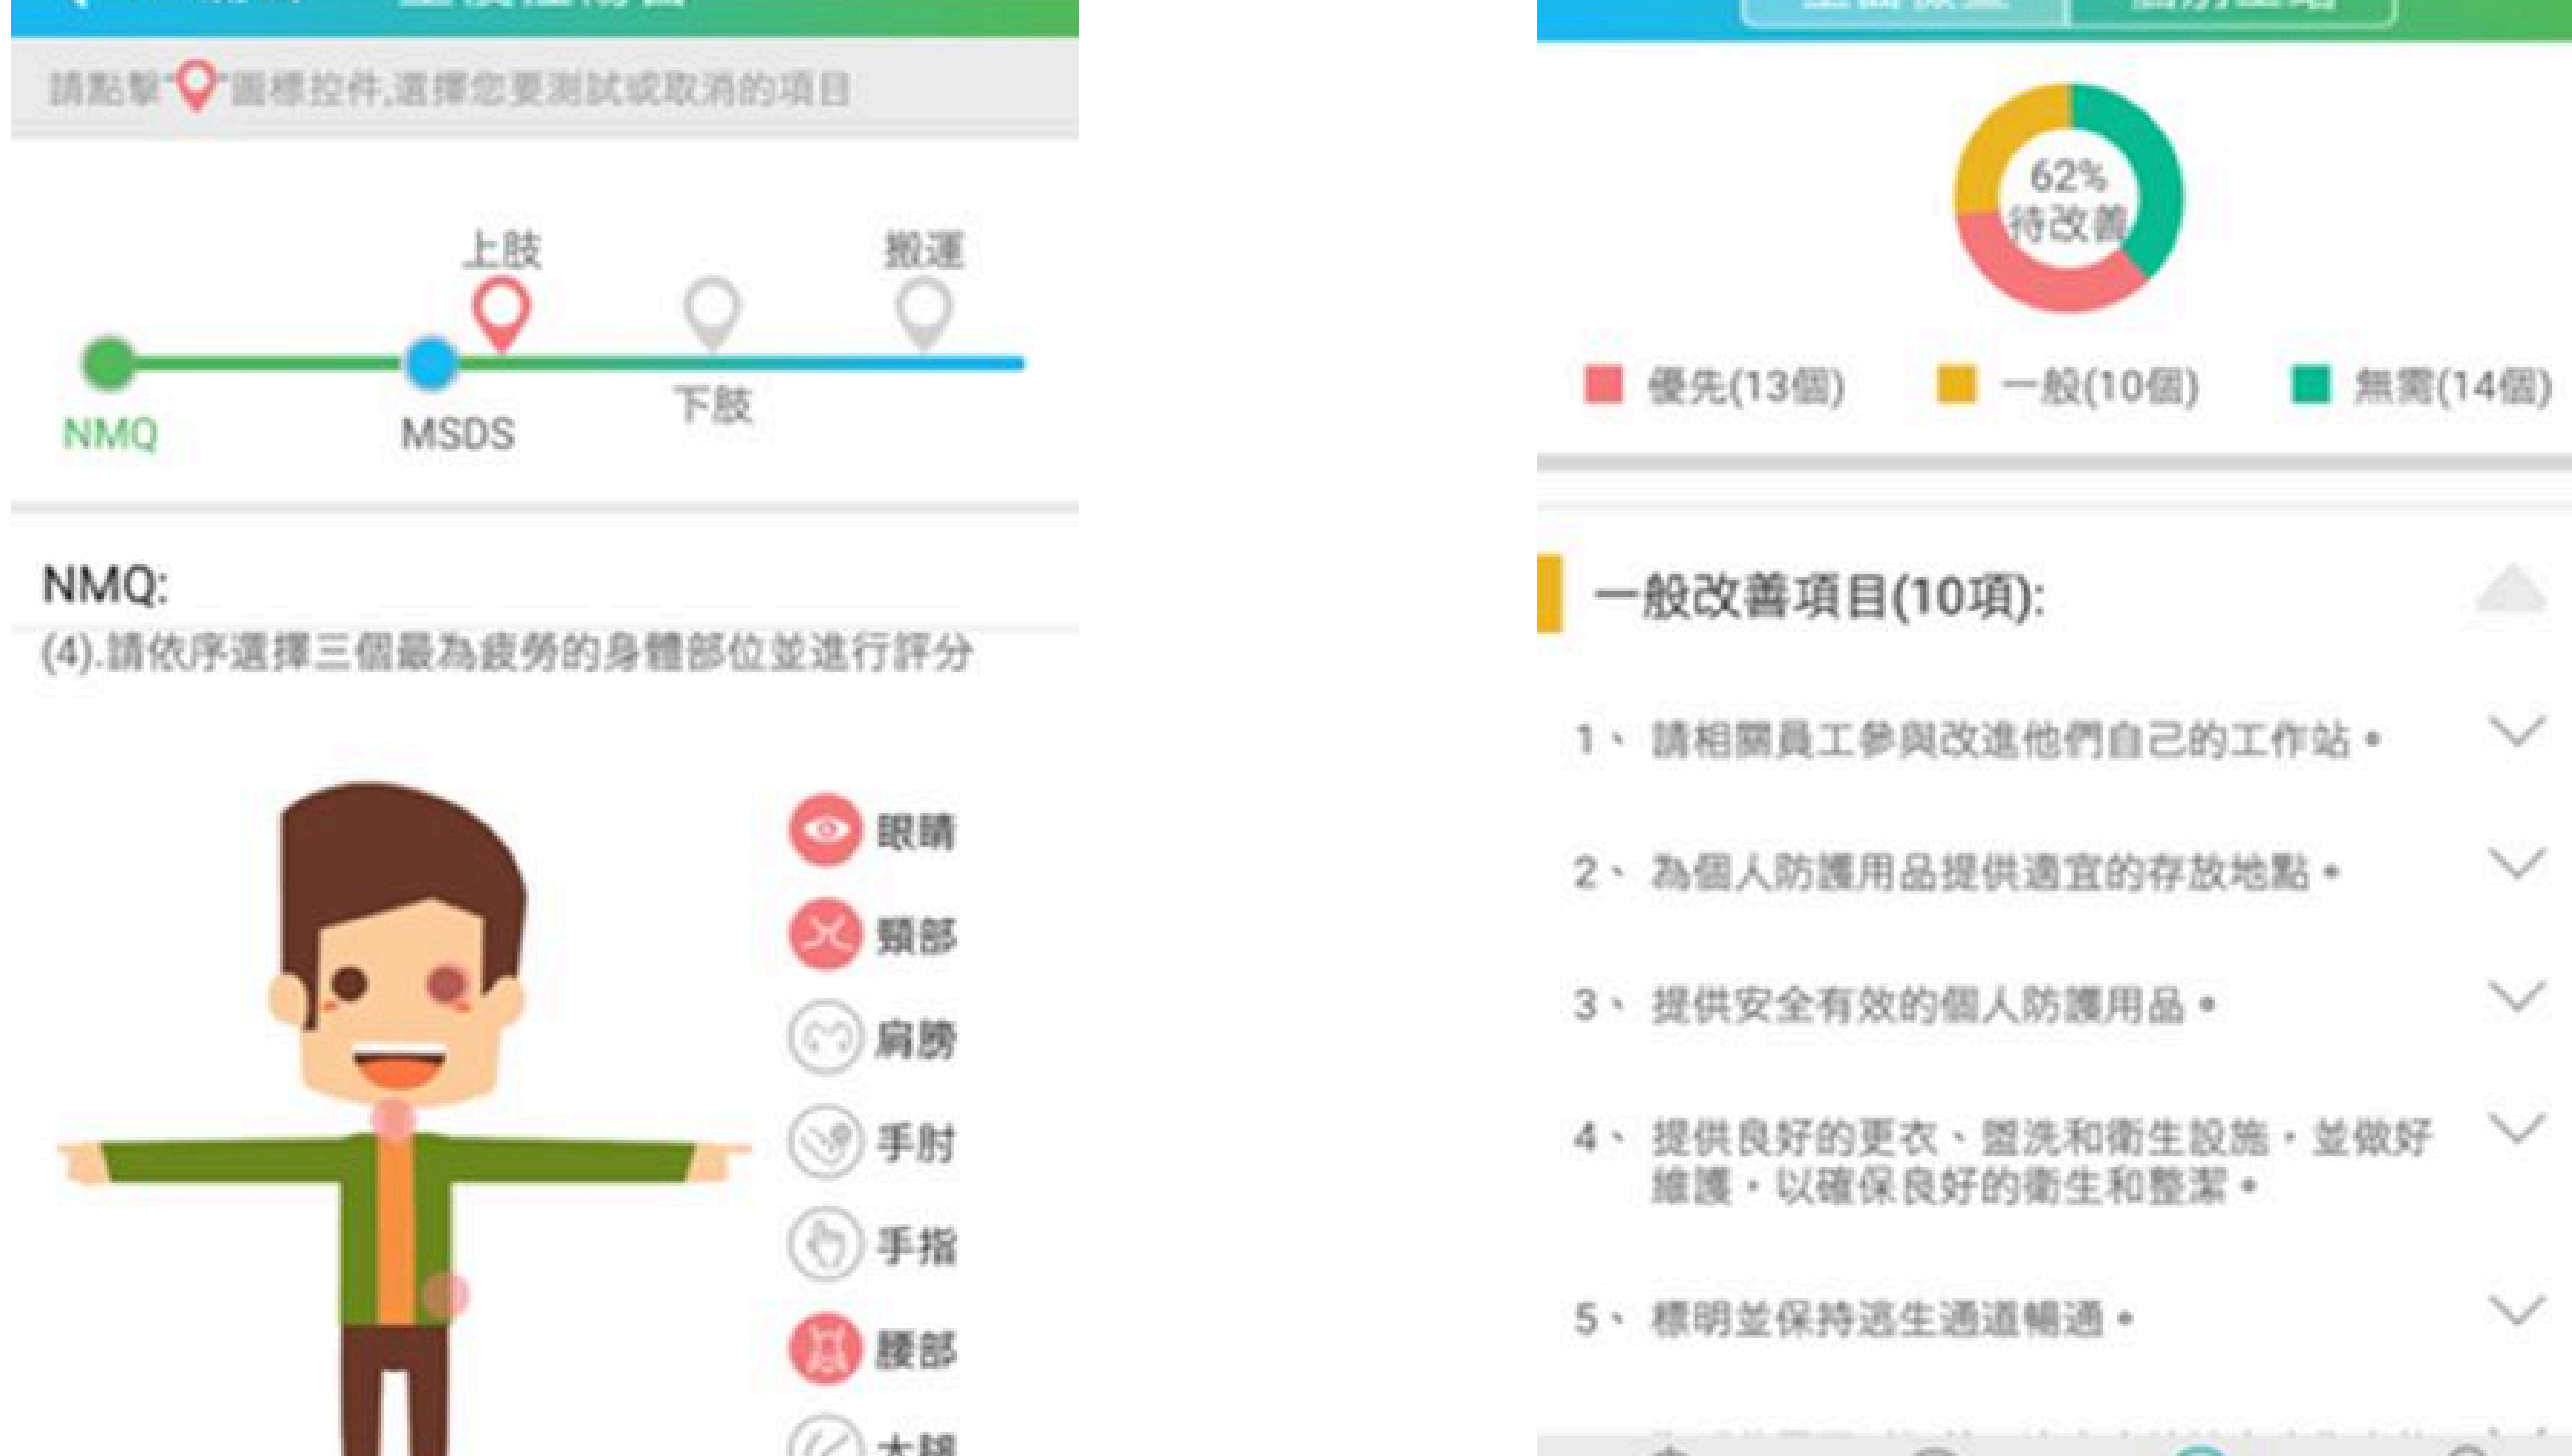 請點擊"圖標控件,選擇您要測試或取消的項目
上肢
搬運
下肢
NMQ
MSDS
NMQ:
(4).請依序選擇三個最為疲勞的身體部位並進行評分
眼睛
頸部
肩膀
手肘
手指
腰部
大腿
62%
待改善
優先(13個)
一般(10個)
無需(14個)
一般改善項目(10項):
1、請相關員工參與改進他們自己的工作站。
2、為個人防護用品提供適宜的存放地點。
3、提供安全有效的個人防護用品。
4、提供良好的更衣、盥洗和衛生設施,並做好
維護,以確保良好的衛生和整潔。
5、標明並保持逃生通道暢通。